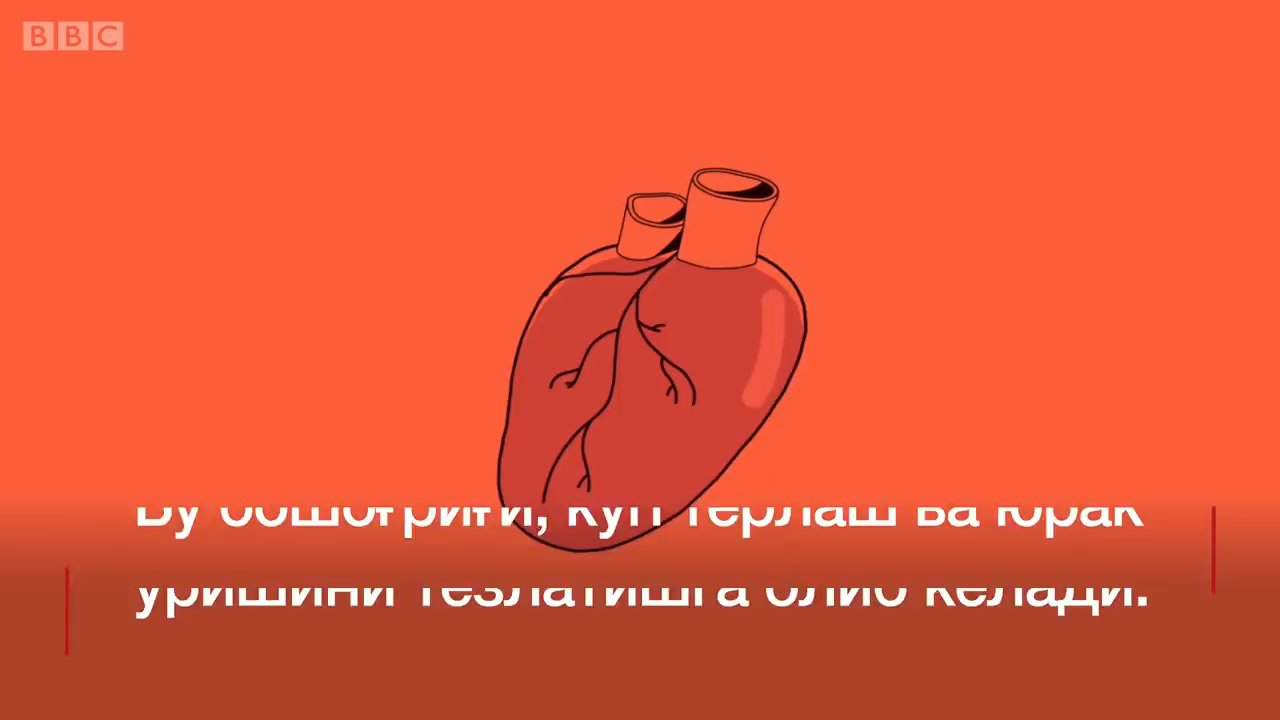 BBC
Бу бошоғриғи, кўп терлаш ва юрак
уришини тезлатишга олиб келади.